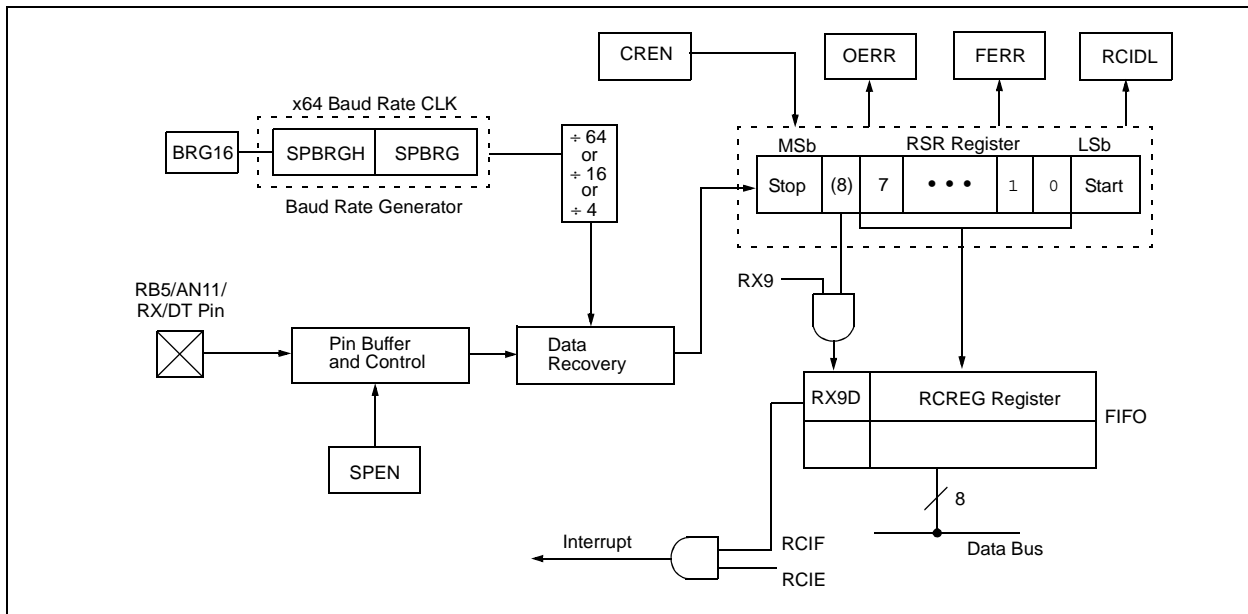 CREN
OERR
FERR
RCIDL
x64 Baud Rate CLK
BRG16
SPBRGH
SPBRG
Baud Rate Generator
÷ 64
or
÷ 16
or
÷ 4
MSb
RSR Register
LSb
Stop
(8)
7
• • •
1
0
Start
RX9
RB5/AN11/
RX/DT Pin
Pin Buffer
and Control
Data
Recovery
SPEN
RX9D
RCREG Register
FIFO
8
Data Bus
Interrupt
RCIF
RCIE